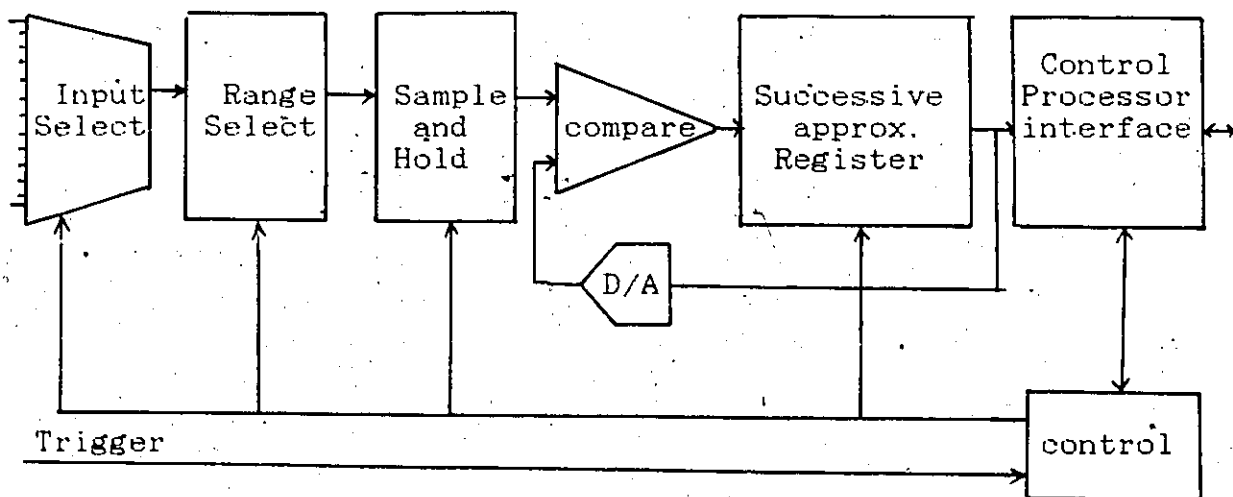 Input
Select
Range
Select
Sample
and
Hold
compare
Successive
approx.
Register
Control
Processor
interface
D/A
Trigger
control